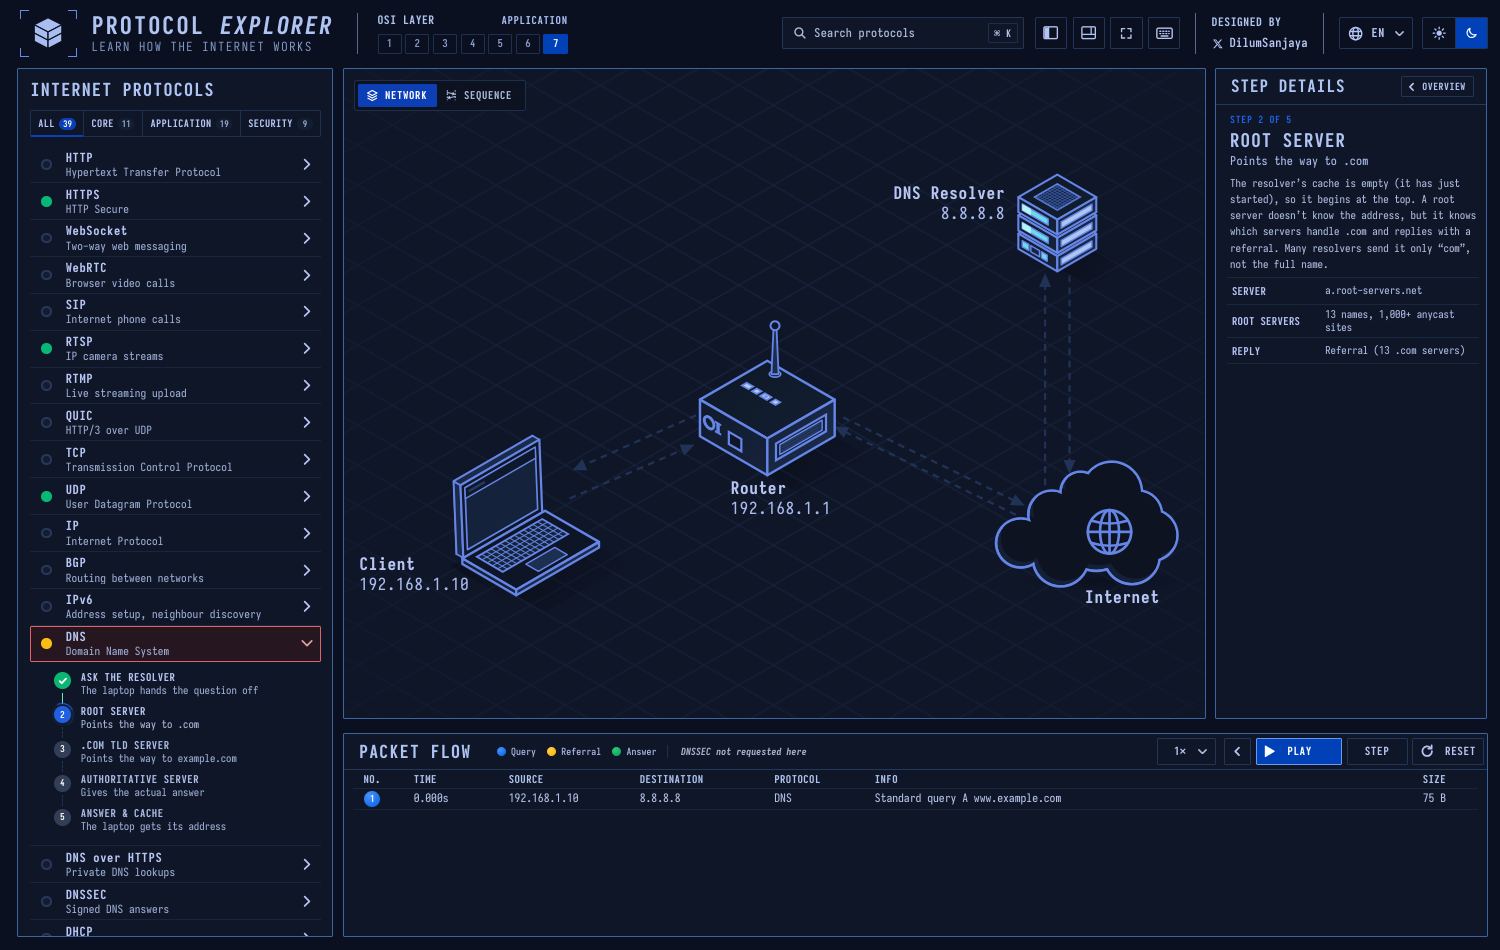 PROTOCOL EXPLORER
LEARN HOW THE INTERNET WORKS
OSI LAYER APPLICATION
1 2 3 4 5 6 7
Search protocols ⌘ K
DESIGNED BY
DilumSanjaya
EN
INTERNET PROTOCOLS
ALL 39 CORE 11 APPLICATION 19 SECURITY 9
HTTP
Hypertext Transfer Protocol
HTTPS
HTTP Secure
WebSocket
Two-way web messaging
WebRTC
Browser video calls
SIP
Internet phone calls
RTSP
IP camera streams
RTMP
Live streaming upload
QUIC
HTTP/3 over UDP
TCP
Transmission Control Protocol
UDP
User Datagram Protocol
IP
Internet Protocol
BGP
Routing between networks
IPv6
Address setup, neighbour discovery
DNS
Domain Name System
ASK THE RESOLVER
The laptop hands the question off
2 ROOT SERVER
Points the way to .com
3 .COM TLD SERVER
Points the way to example.com
4 AUTHORITATIVE SERVER
Gives the actual answer
5 ANSWER & CACHE
The laptop gets its address
DNS over HTTPS
Private DNS lookups
DNSSEC
Signed DNS answers
DHCP
NETWORK SEQUENCE
DNS Resolver
8.8.8.8
Router
192.168.1.1
Client
192.168.1.10
Internet
STEP DETAILS OVERVIEW
STEP 2 OF 5
ROOT SERVER
Points the way to .com
The resolver’s cache is empty (it has just
started), so it begins at the top. A root
server doesn’t know the address, but it knows
which servers handle .com and replies with a
referral. Many resolvers send it only “com”,
not the full name.
SERVER a.root-servers.net
ROOT SERVERS 13 names, 1,000+ anycast
sites
REPLY Referral (13 .com servers)
PACKET FLOW Query Referral Answer DNSSEC not requested here 1× PLAY STEP RESET
NO. TIME SOURCE DESTINATION PROTOCOL INFO SIZE
1 0.000s 192.168.1.10 8.8.8.8 DNS Standard query A www.example.com 75 B